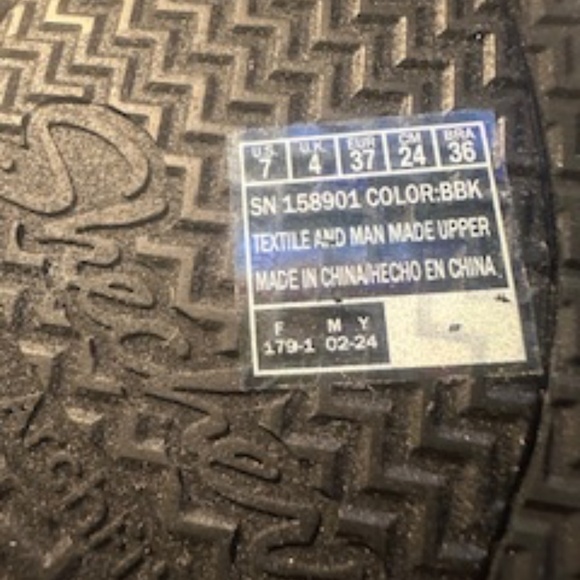 U.S. U.K. EUR CM BRA
7 4 37 24 36
SN 158901 COLOR:BBK
TEXTILE AND MAN MADE UPPER
MADE IN CHINA/HECHO EN CHINA
F M Y
179-1 02-24
Skechers